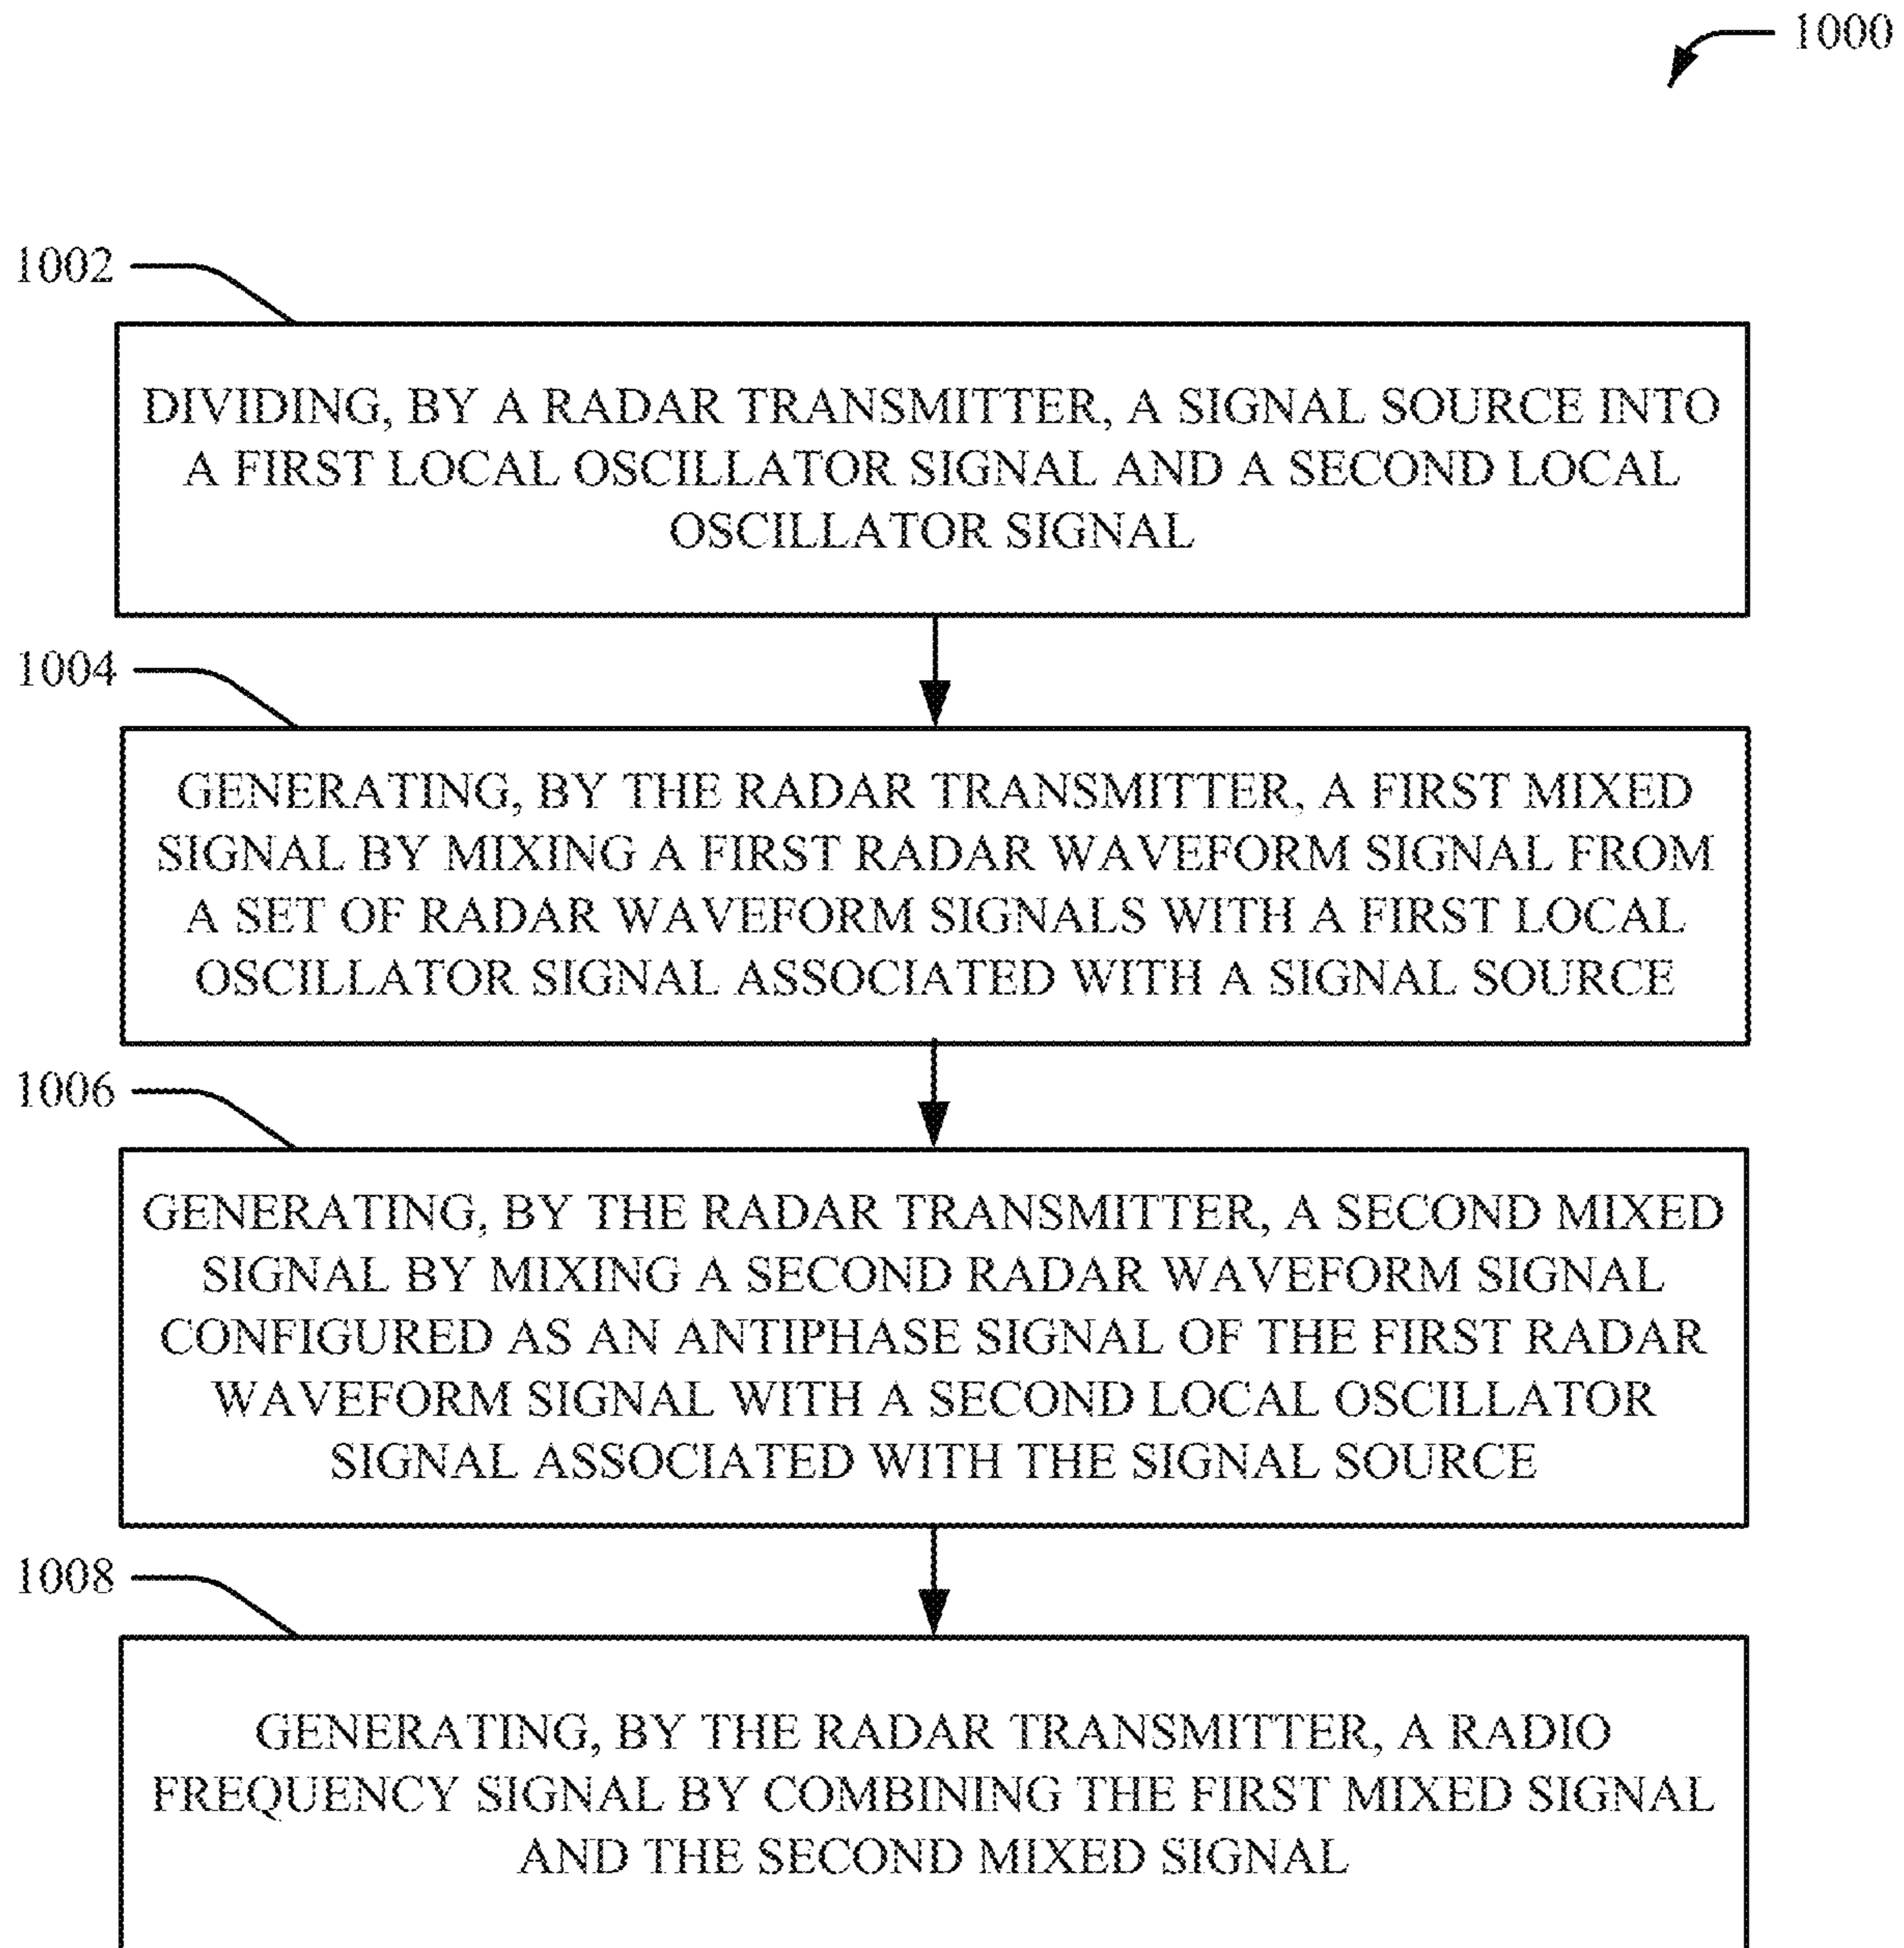 1000
1002
DIVIDING, BY A RADAR TRANSMITTER, A SIGNAL SOURCE INTO
A FIRST LOCAL OSCILLATOR SIGNAL AND A SECOND LOCAL
OSCILLATOR SIGNAL
1004
GENERATING, BY THE RADAR TRANSMITTER, A FIRST MIXED
SIGNAL BY MIXING A FIRST RADAR WAVEFORM SIGNAL FROM
A SET OF RADAR WAVEFORM SIGNALS WITH A FIRST LOCAL
OSCILLATOR SIGNAL ASSOCIATED WITH A SIGNAL SOURCE
1006
GENERATING, BY THE RADAR TRANSMITTER, A SECOND MIXED
SIGNAL BY MIXING A SECOND RADAR WAVEFORM SIGNAL
CONFIGURED AS AN ANTIPHASE SIGNAL OF THE FIRST RADAR
WAVEFORM SIGNAL WITH A SECOND LOCAL OSCILLATOR
SIGNAL ASSOCIATED WITH THE SIGNAL SOURCE
1008
GENERATING, BY THE RADAR TRANSMITTER, A RADIO
FREQUENCY SIGNAL BY COMBINING THE FIRST MIXED SIGNAL
AND THE SECOND MIXED SIGNAL